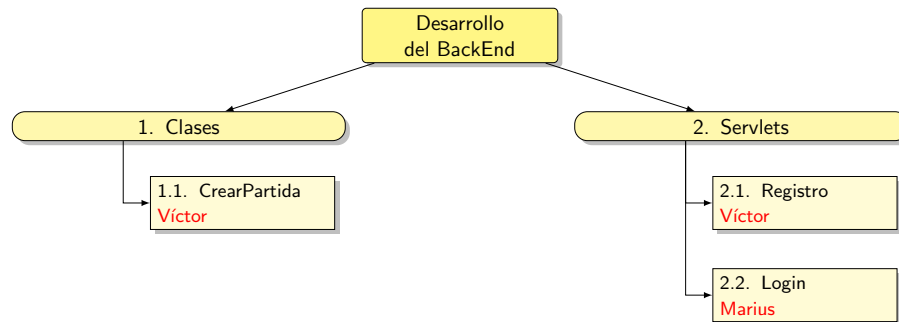 Desarrollo
del BackEnd
1. Clases
2. Servlets
1.1. CrearPartida
Víctor
2.1. Registro
Víctor
2.2. Login
Marius